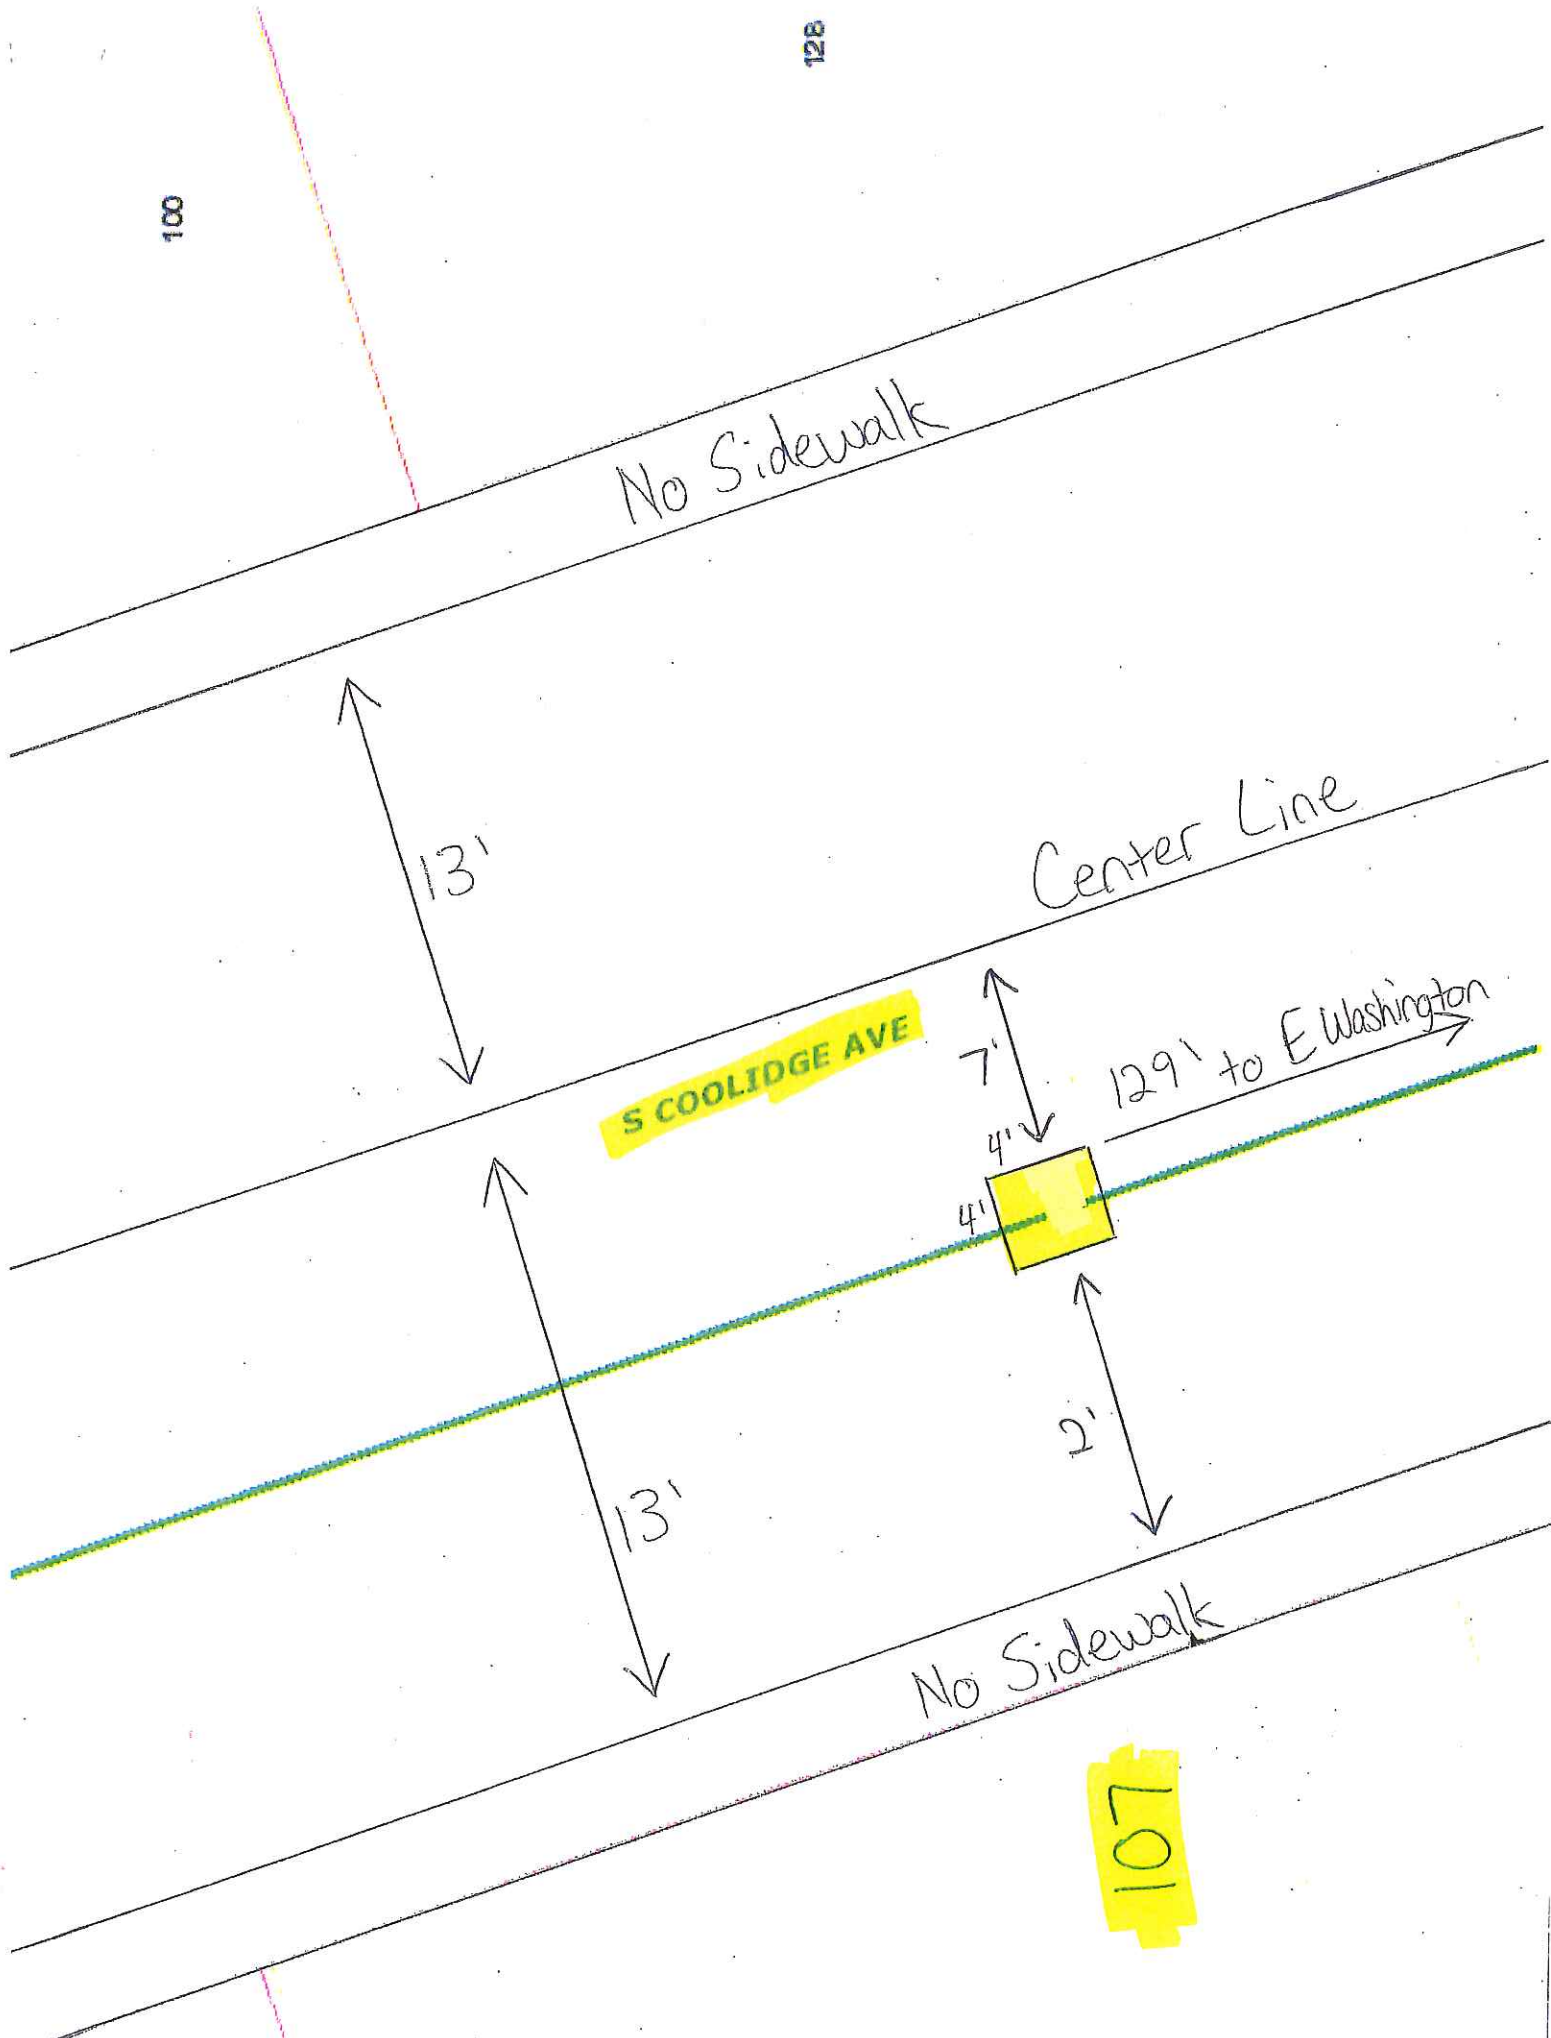 128
100
No Sidewalk
13'
Center Line
S COOLIDGE AVE
7'
129' to E Washington
4'
4'
13'
2'
No Sidewalk
107